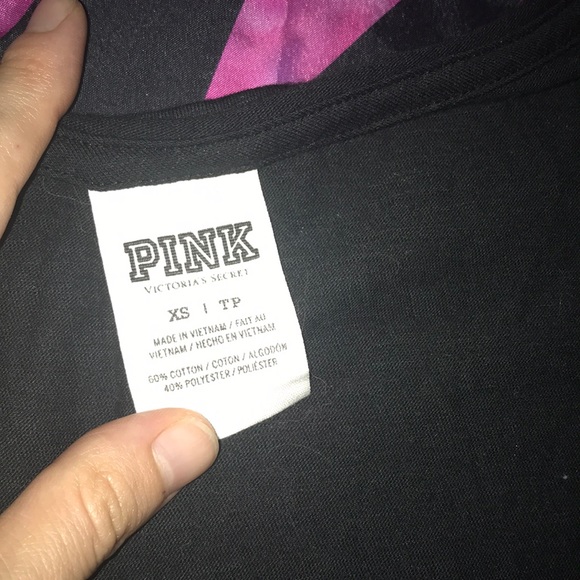 PINK
VICTORIA'S SECRET
XS | TP
MADE IN VIETNAM / FAIT AU
VIETNAM / HECHO EN VIETNAM
60% COTTON / COTON / ALGODÓN
40% POLYESTER / POLIÉSTER